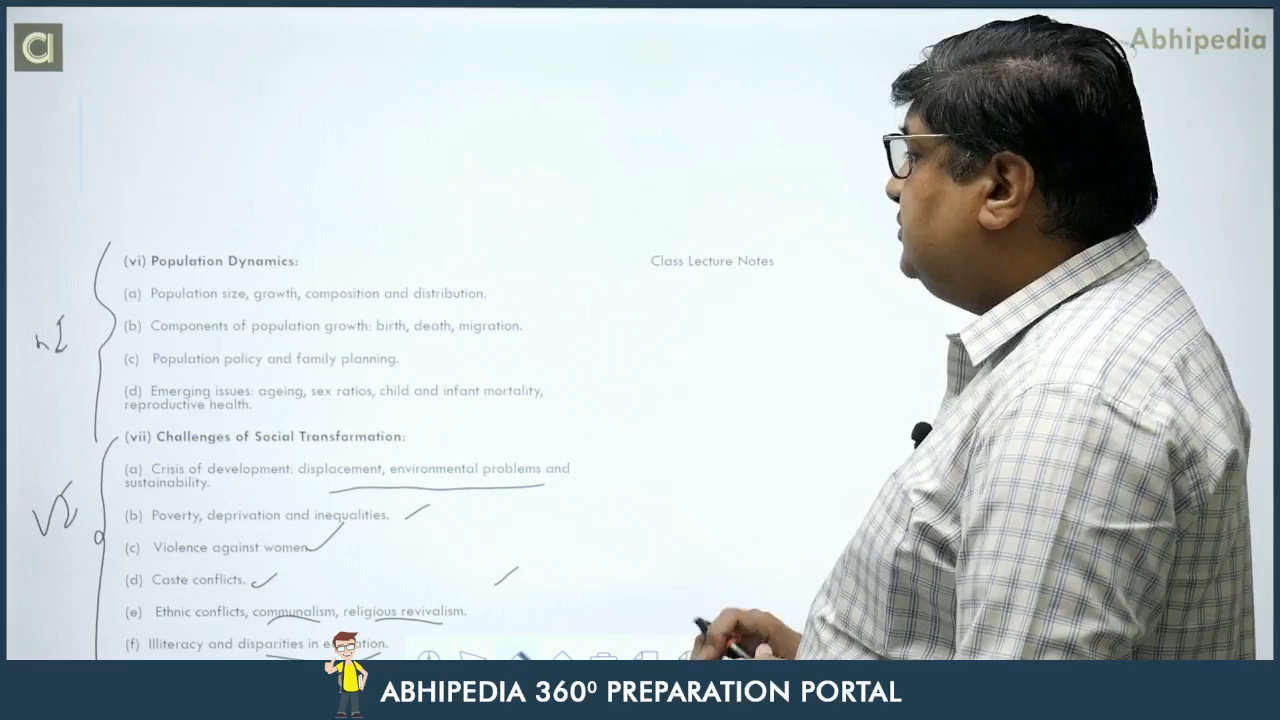 Abhipedia
(vi) Population Dynamics:
Class Lecture Notes
(a) Population size, growth, composition and distribution.
(b) Components of population growth: birth, death, migration.
(c) Population policy and family planning.
(d) Emerging issues: ageing, sex ratios, child and infant mortality,
reproductive health.
(vii) Challenges of Social Transformation:
(a) Crisis of development: displacement, environmental problems and
sustainability.
(b) Poverty, deprivation and inequalities.
(c) Violence against women.
(d) Caste conflicts.
(e) Ethnic conflicts, communalism, religious revivalism.
(f) Illiteracy and disparities in
ABHIPEDIA 360⁰ PREPARATION PORTAL